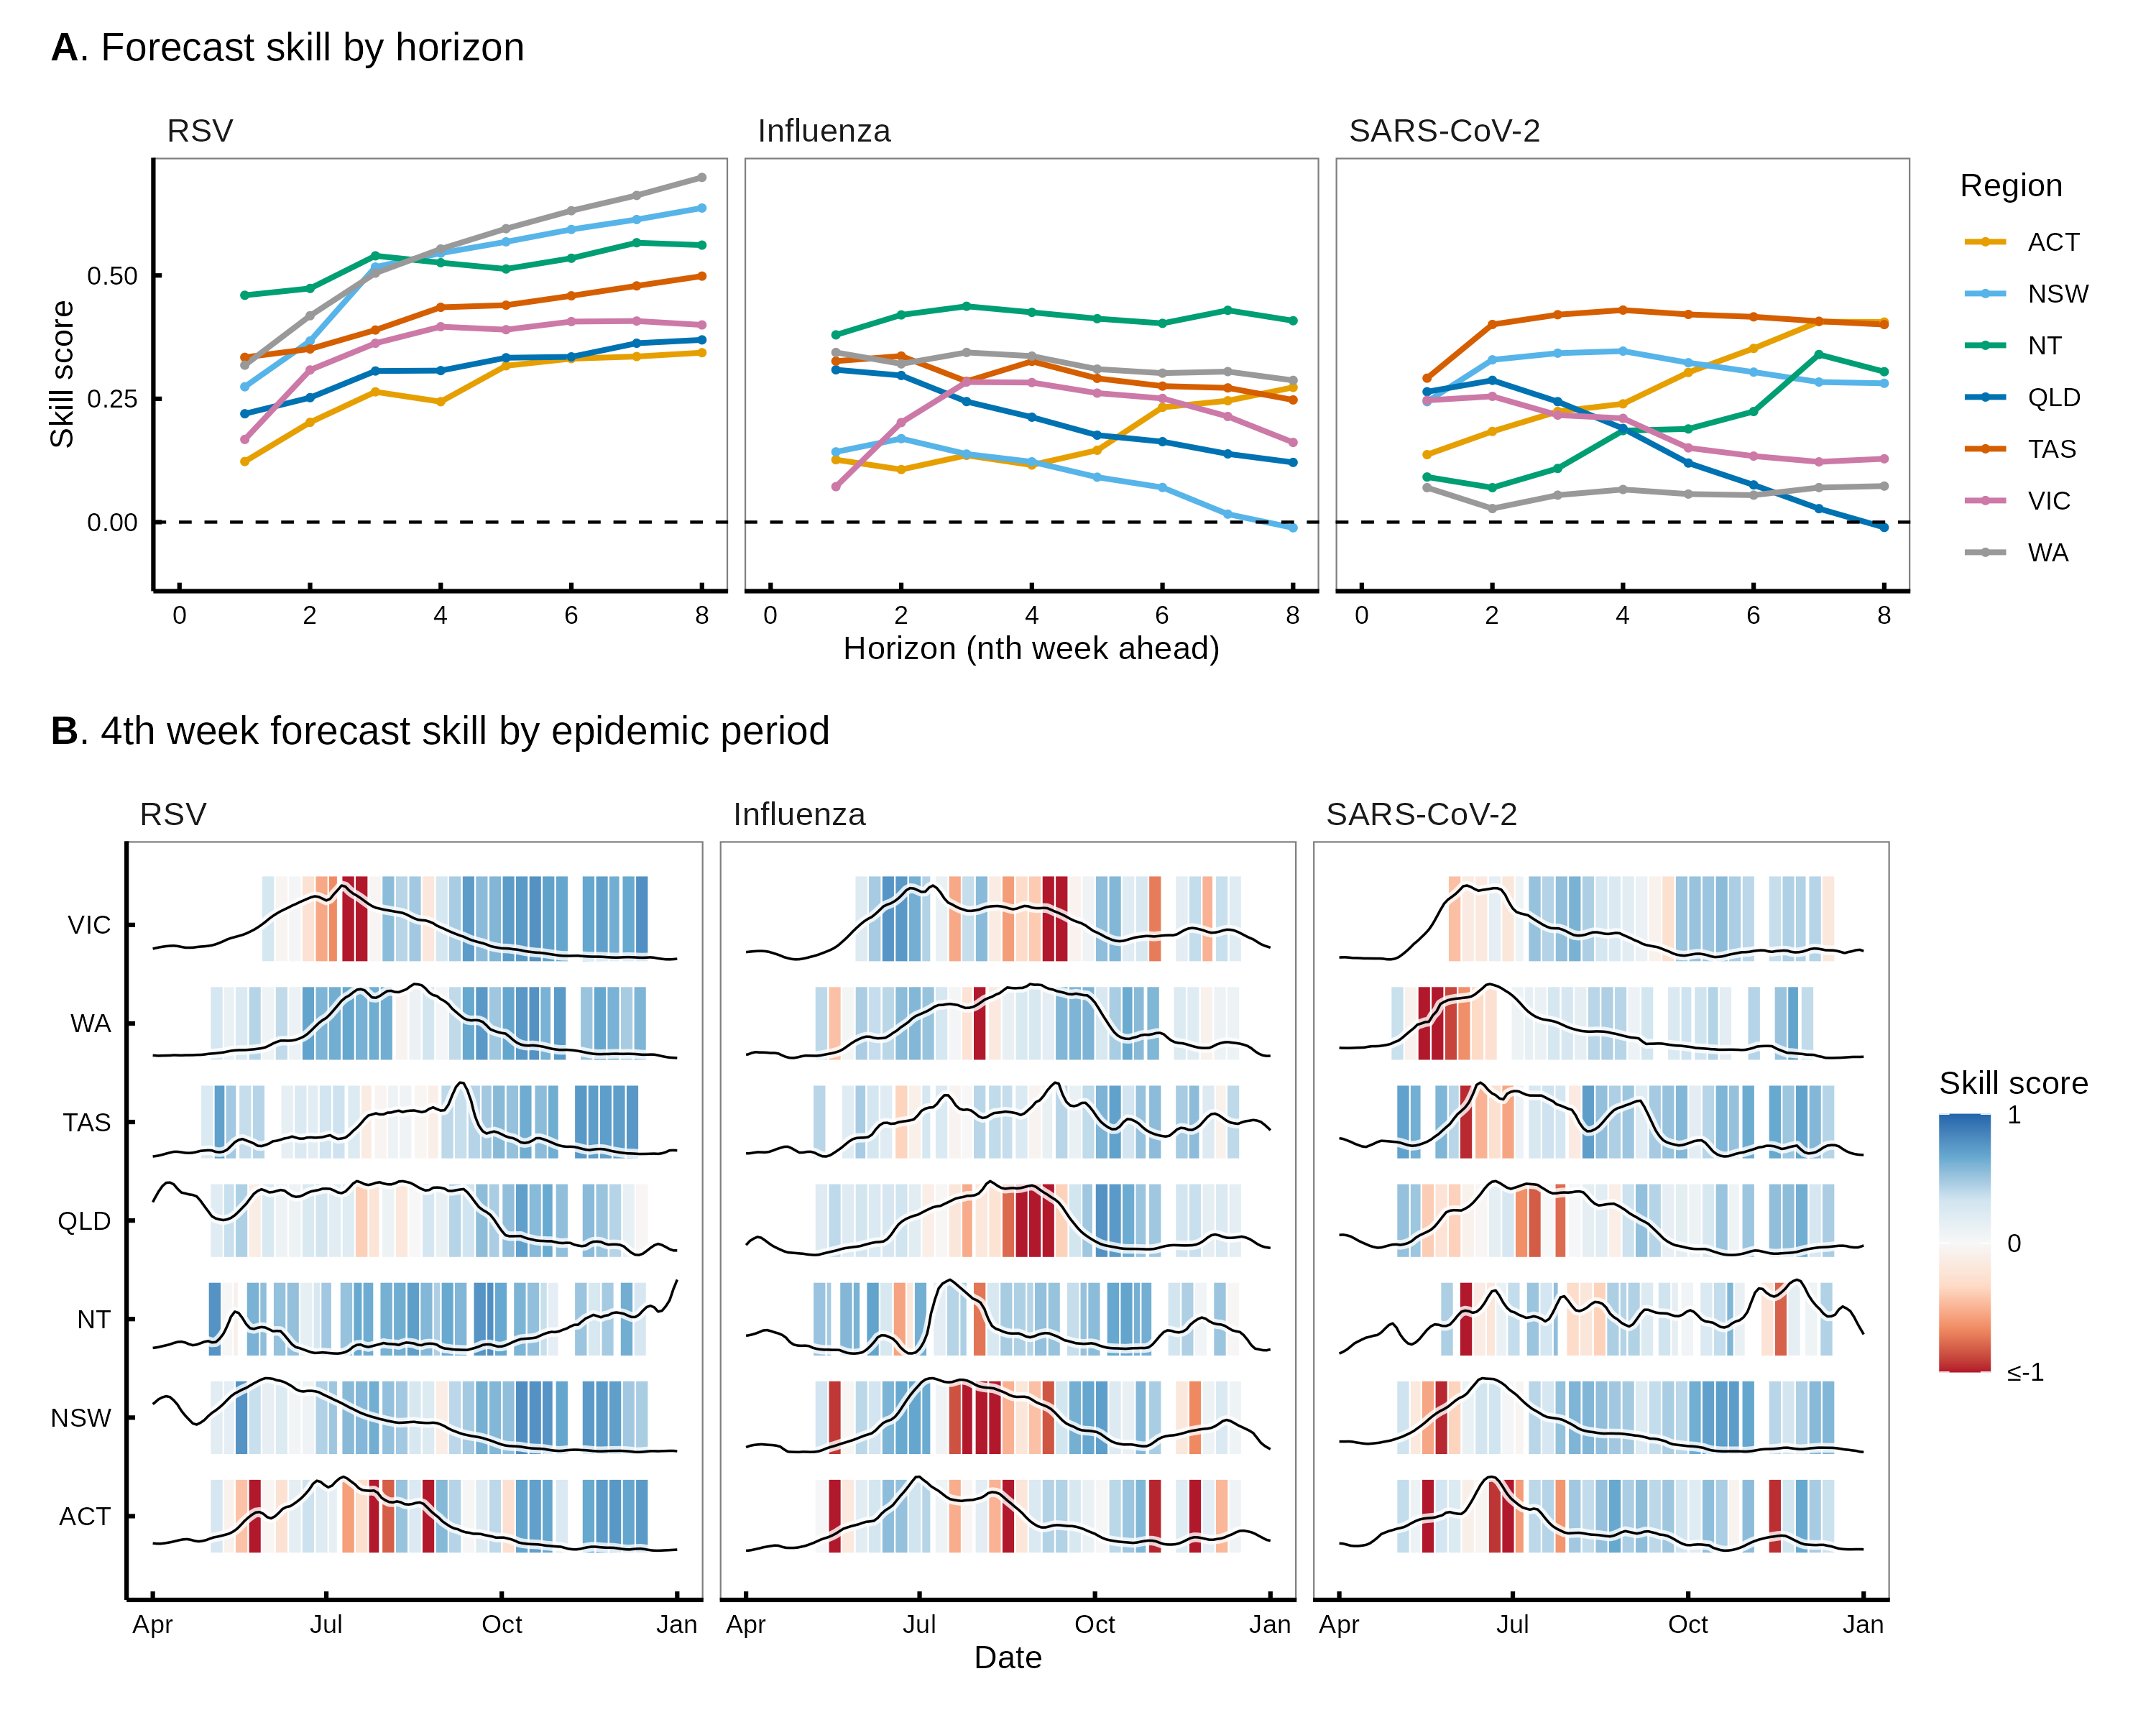 A. Forecast skill by horizon
RSV
Influenza
SARS-CoV-2
Skill score
0.50
0.25
0.00
0 2 4 6 8
0 2 4 6 8
0 2 4 6 8
Horizon (nth week ahead)
Region
ACT
NSW
NT
QLD
TAS
VIC
WA
B. 4th week forecast skill by epidemic period
RSV
Influenza
SARS-CoV-2
VIC
WA
TAS
QLD
NT
NSW
ACT
Apr Jul Oct Jan
Apr Jul Oct Jan
Apr Jul Oct Jan
Date
Skill score
1
0
≤-1